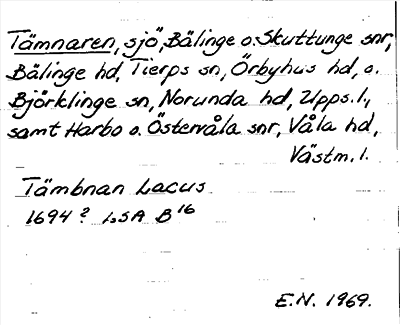 Tämnaren, sjö, Bälinge o. Skuttunge snr,
Bälinge hd, Tierps sn, Örbyhus hd, o.
Björklinge sn, Norunda hd, Upps. l.,
samt Harbo o. Östervåla snr, Våla hd,
Västm. l.
Tämbnan Lacus
1694? LSA B 16
E.N. 1969.